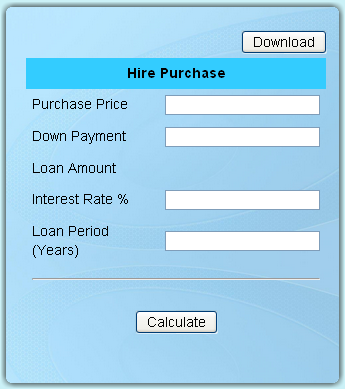 Download
Hire Purchase
Purchase Price
Down Payment
Loan Amount
Interest Rate %
Loan Period
(Years)
Calculate